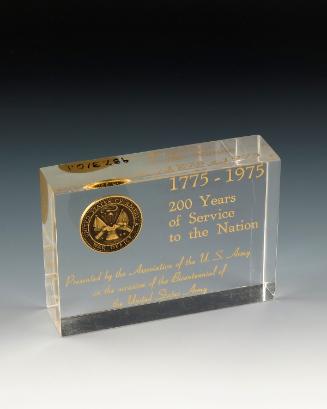 1775 - 1975
200 Years
of Service
to the Nation
Presented by the Association of the U. S. Army
on the occasion of the Bicentennial of
the United States Army